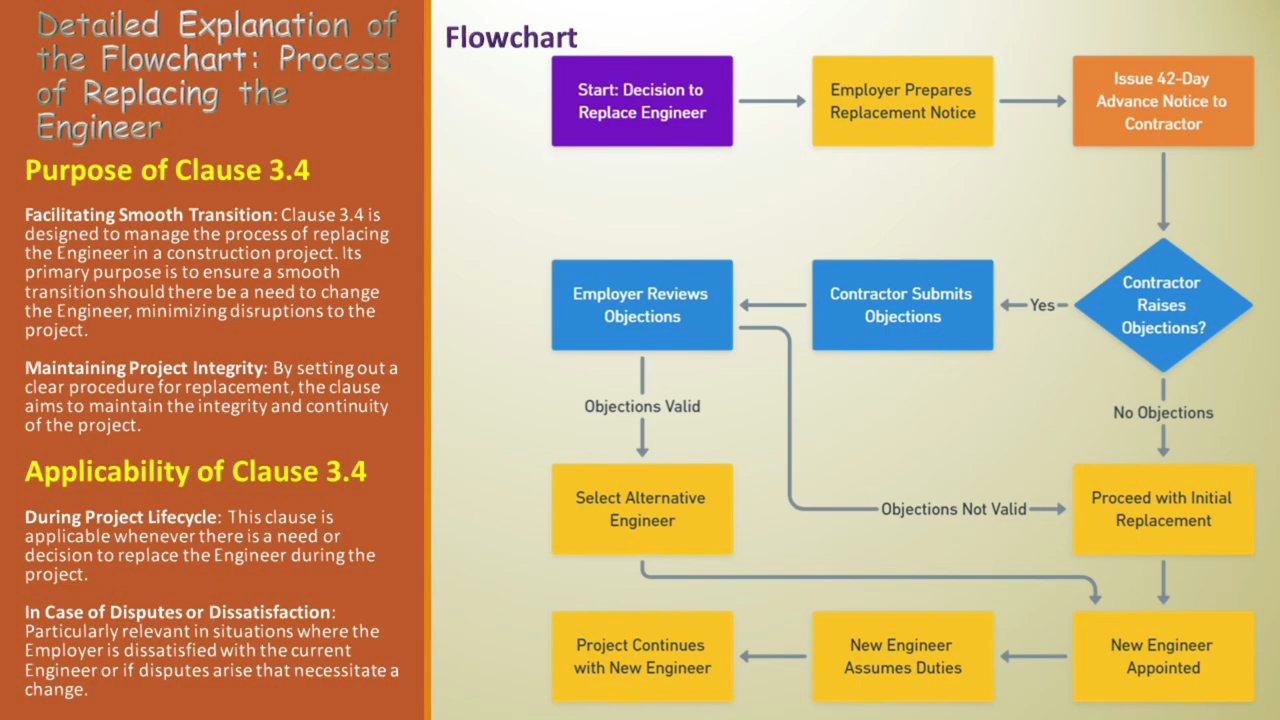 Detailed Explanation of
the Flowchart: Process
of Replacing the
Engineer
Purpose of Clause 3.4
Facilitating Smooth Transition: Clause 3.4 is
designed to manage the process of replacing
the Engineer in a construction project. Its
primary purpose is to ensure a smooth
transition should there be a need to change
the Engineer, minimizing disruptions to the
project.
Maintaining Project Integrity: By setting out a
clear procedure for replacement, the clause
aims to maintain the integrity and continuity
of the project.
Applicability of Clause 3.4
During Project Lifecycle: This clause is
applicable whenever there is a need or
decision to replace the Engineer during the
project.
In Case of Disputes or Dissatisfaction:
Particularly relevant in situations where the
Employer is dissatisfied with the current
Engineer or if disputes arise that necessitate a
change.
Flowchart
Start: Decision to
Replace Engineer
Employer Prepares
Replacement Notice
Issue 42-Day
Advance Notice to
Contractor
Contractor
Raises
Objections?
Yes
Contractor Submits
Objections
Employer Reviews
Objections
Objections Valid
No Objections
Select Alternative
Engineer
Objections Not Valid
Proceed with Initial
Replacement
New Engineer
Appointed
New Engineer
Assumes Duties
Project Continues
with New Engineer